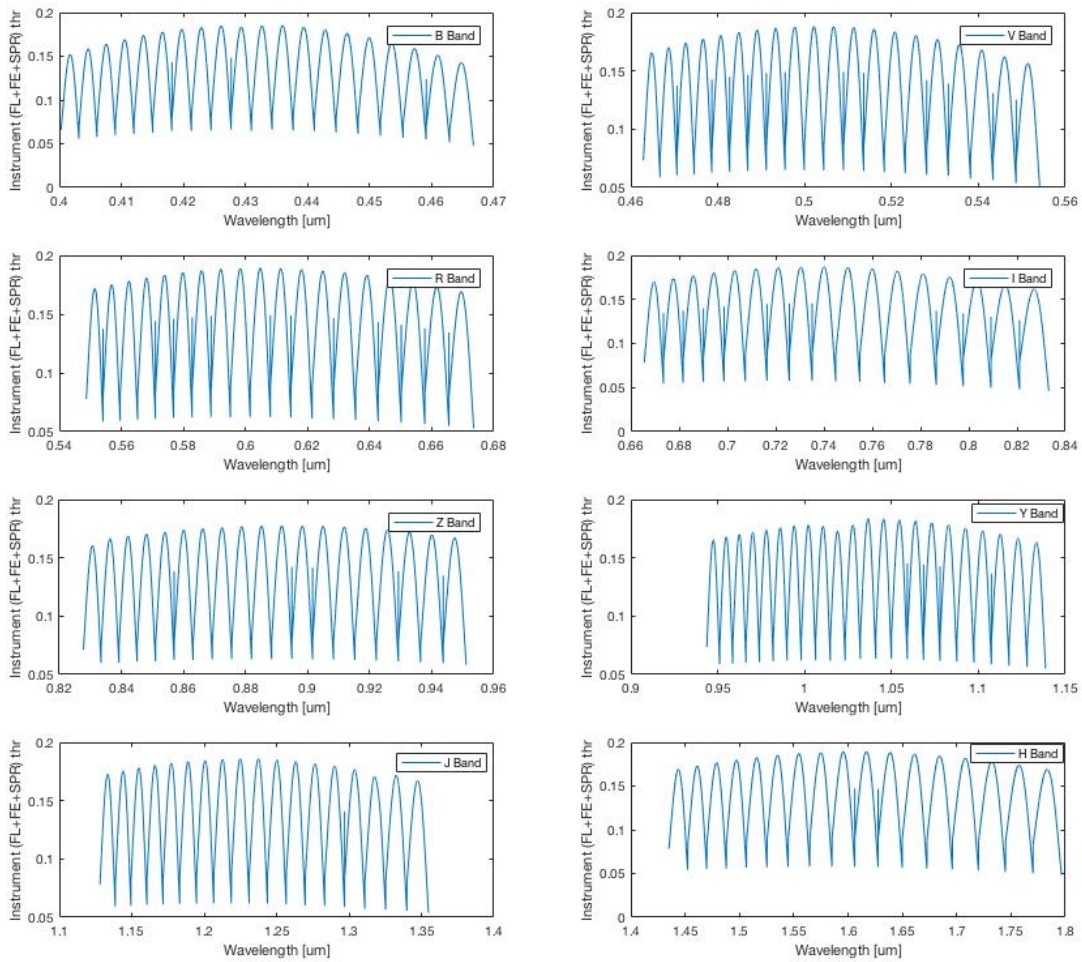 Instrument (FL+FE+SPR) thr
0.2
0.15
0.1
0.05
0
B Band
0.4 0.41 0.42 0.43 0.44 0.45 0.46 0.47
Wavelength [um]
Instrument (FL+FE+SPR) thr
0.2
0.15
0.1
0.05
V Band
0.46 0.48 0.5 0.52 0.54 0.56
Wavelength [um]
Instrument (FL+FE+SPR) thr
0.2
0.15
0.1
0.05
R Band
0.54 0.56 0.58 0.6 0.62 0.64 0.66 0.68
Wavelength [um]
Instrument (FL+FE+SPR) thr
0.2
0.15
0.1
0.05
0
I Band
0.66 0.68 0.7 0.72 0.74 0.76 0.78 0.8 0.82 0.84
Wavelength [um]
Instrument (FL+FE+SPR) thr
0.2
0.15
0.1
0.05
Z Band
0.82 0.84 0.86 0.88 0.9 0.92 0.94 0.96
Wavelength [um]
Instrument (FL+FE+SPR) thr
0.2
0.15
0.1
0.05
Y Band
0.9 0.95 1 1.05 1.1 1.15
Wavelength [um]
Instrument (FL+FE+SPR) thr
0.2
0.15
0.1
0.05
J Band
1.1 1.15 1.2 1.25 1.3 1.35 1.4
Wavelength [um]
Instrument (FL+FE+SPR) thr
0.2
0.15
0.1
0.05
0
H Band
1.4 1.45 1.5 1.55 1.6 1.65 1.7 1.75 1.8
Wavelength [um]